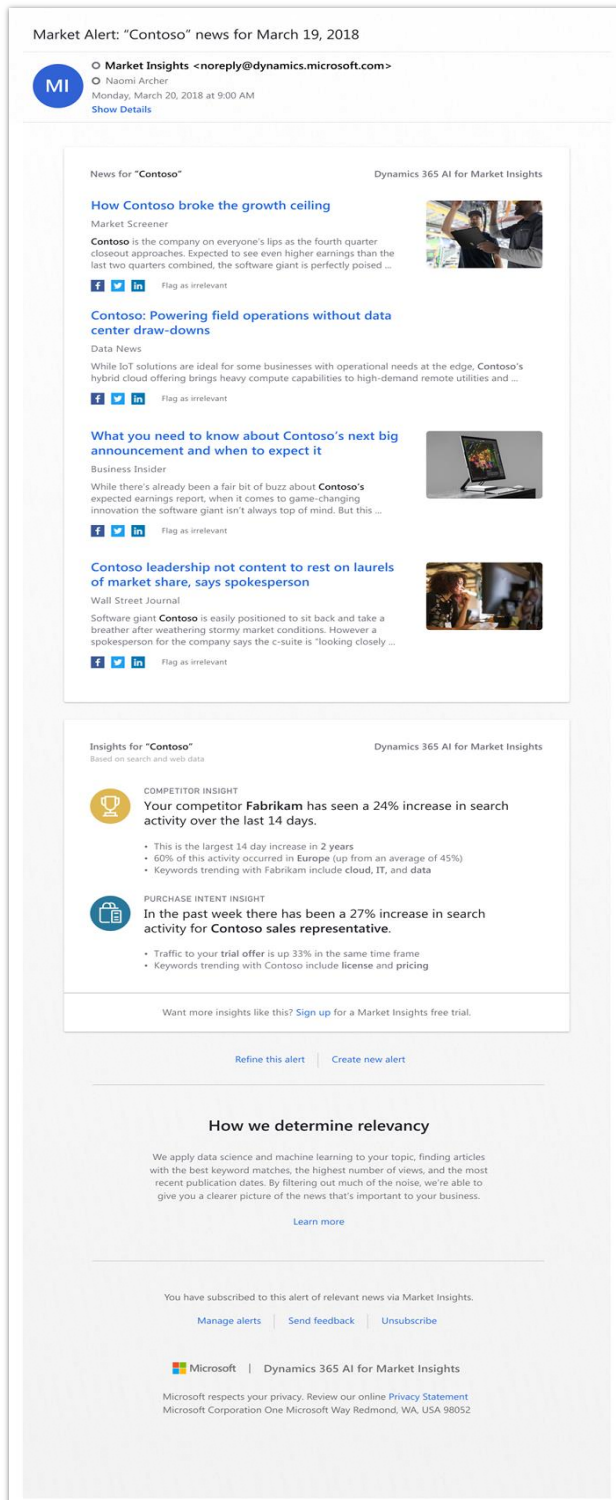 Market Alert: “Contoso” news for March 19, 2018
MI
Market Insights <noreply@dynamics.microsoft.com>
Naomi Archer
Monday, March 20, 2018 at 9:00 AM
Show Details
News for “Contoso”
Dynamics 365 AI for Market Insights
How Contoso broke the growth ceiling
Market Screener
Contoso is the company on everyone’s lips as the fourth quarter
closeout approaches. Expected to see even higher earnings than the
last two quarters combined, the software giant is perfectly poised ...
f in Flag as irrelevant
Contoso: Powering field operations without data
center draw-downs
Data News
While IoT solutions are ideal for some businesses with operational needs at the edge, Contoso’s
hybrid cloud offering brings heavy compute capabilities to high-demand remote utilities and ...
f in Flag as irrelevant
What you need to know about Contoso’s next big
announcement and when to expect it
Business Insider
While there’s already been a fair bit of buzz about Contoso’s
expected earnings report, when it comes to game-changing
innovation the software giant isn’t always top of mind. But this ...
f in Flag as irrelevant
Contoso leadership not content to rest on laurels
of market share, says spokesperson
Wall Street Journal
Software giant Contoso is easily positioned to sit back and take a
breather after weathering stormy market conditions. However a
spokesperson for the company says the c-suite is “looking closely ...
f in Flag as irrelevant
Insights for “Contoso”
Dynamics 365 AI for Market Insights
Based on search and web data
COMPETITOR INSIGHT
Your competitor Fabrikam has seen a 24% increase in search
activity over the last 14 days.
• This is the largest 14 day increase in 2 years
• 60% of this activity occurred in Europe (up from an average of 45%)
• Keywords trending with Fabrikam include cloud, IT, and data
PURCHASE INTENT INSIGHT
In the past week there has been a 27% increase in search
activity for Contoso sales representative.
• Traffic to your trial offer is up 33% in the same time frame
• Keywords trending with Contoso include license and pricing
Want more insights like this? Sign up for a Market Insights free trial.
Refine this alert | Create new alert
How we determine relevancy
We apply data science and machine learning to your topic, finding articles
with the best keyword matches, the highest number of views, and the most
recent publication dates. By filtering out much of the noise, we’re able to
give you a clearer picture of the news that’s important to your business.
Learn more
You have subscribed to this alert of relevant news via Market Insights.
Manage alerts | Send feedback | Unsubscribe
Microsoft | Dynamics 365 AI for Market Insights
Microsoft respects your privacy. Review our online Privacy Statement
Microsoft Corporation One Microsoft Way Redmond, WA, USA 98052